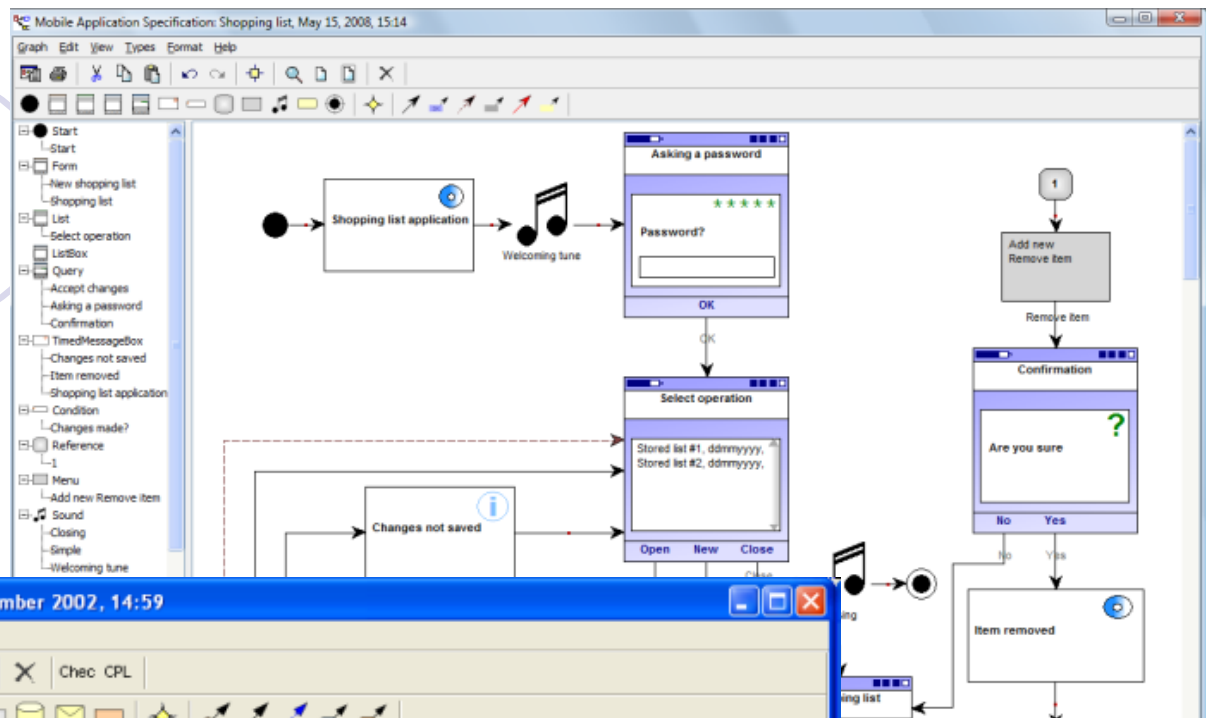 Mobile Application Specification: Shopping list, May 15, 2008, 15:14
Graph Edit View Types Format Help
Start
Start
Form
New shopping list
Shopping list
List
Select operation
ListBox
Query
Accept changes
Asking a password
Confirmation
TimedMessageBox
Changes not saved
Item removed
Shopping list application
Condition
Changes made?
Reference
1
Menu
Add new Remove item
Sound
Closing
Simple
Welcoming tune
Shopping list application
Welcoming tune
Asking a password
*****
Password?
OK
OK
Select operation
Stored list #1, ddmmyyyy,
Stored list #2, ddmmyyyy,
Open New Close
Close
Changes not saved
1
Add new
Remove item
Remove item
Confirmation
?
Are you sure
No Yes
No Yes
Item removed
ing
ing list
mber 2002, 14:59
Chec CPL